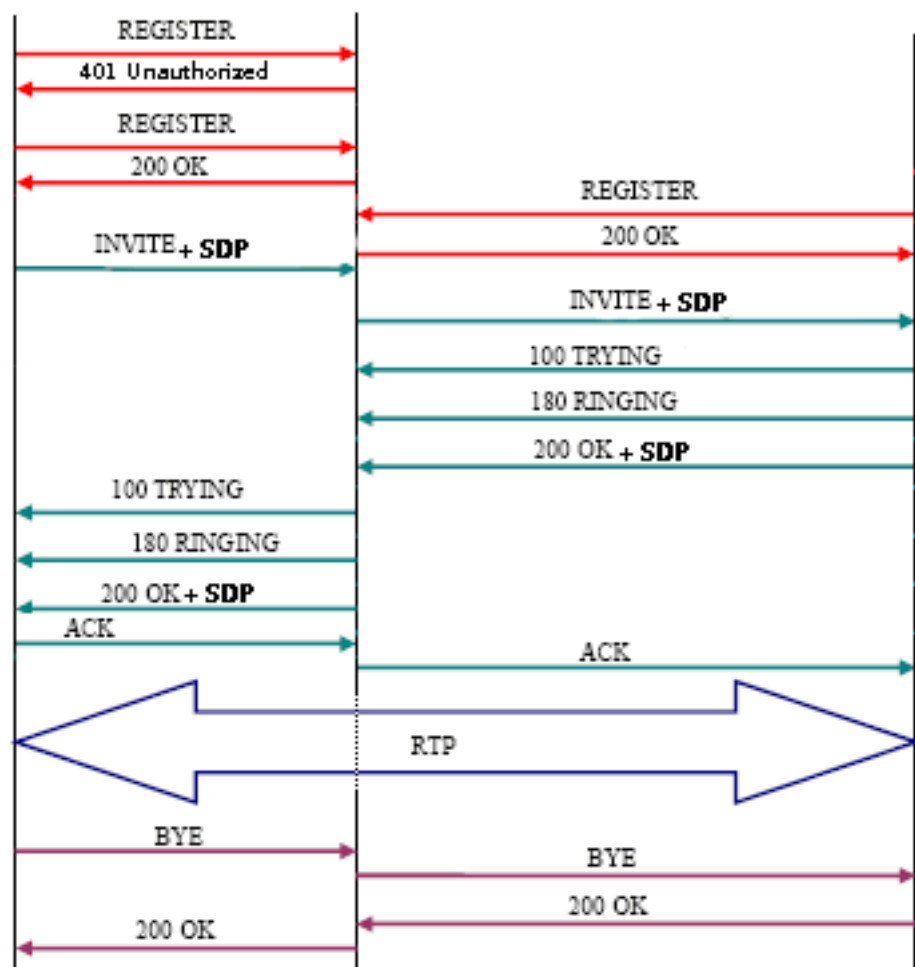 REGISTER
401 Unauthorized
REGISTER
200 OK
REGISTER
200 OK
INVITE + SDP
INVITE + SDP
100 TRYING
180 RINGING
200 OK + SDP
100 TRYING
180 RINGING
200 OK + SDP
ACK
ACK
RTP
BYE
BYE
200 OK
200 OK